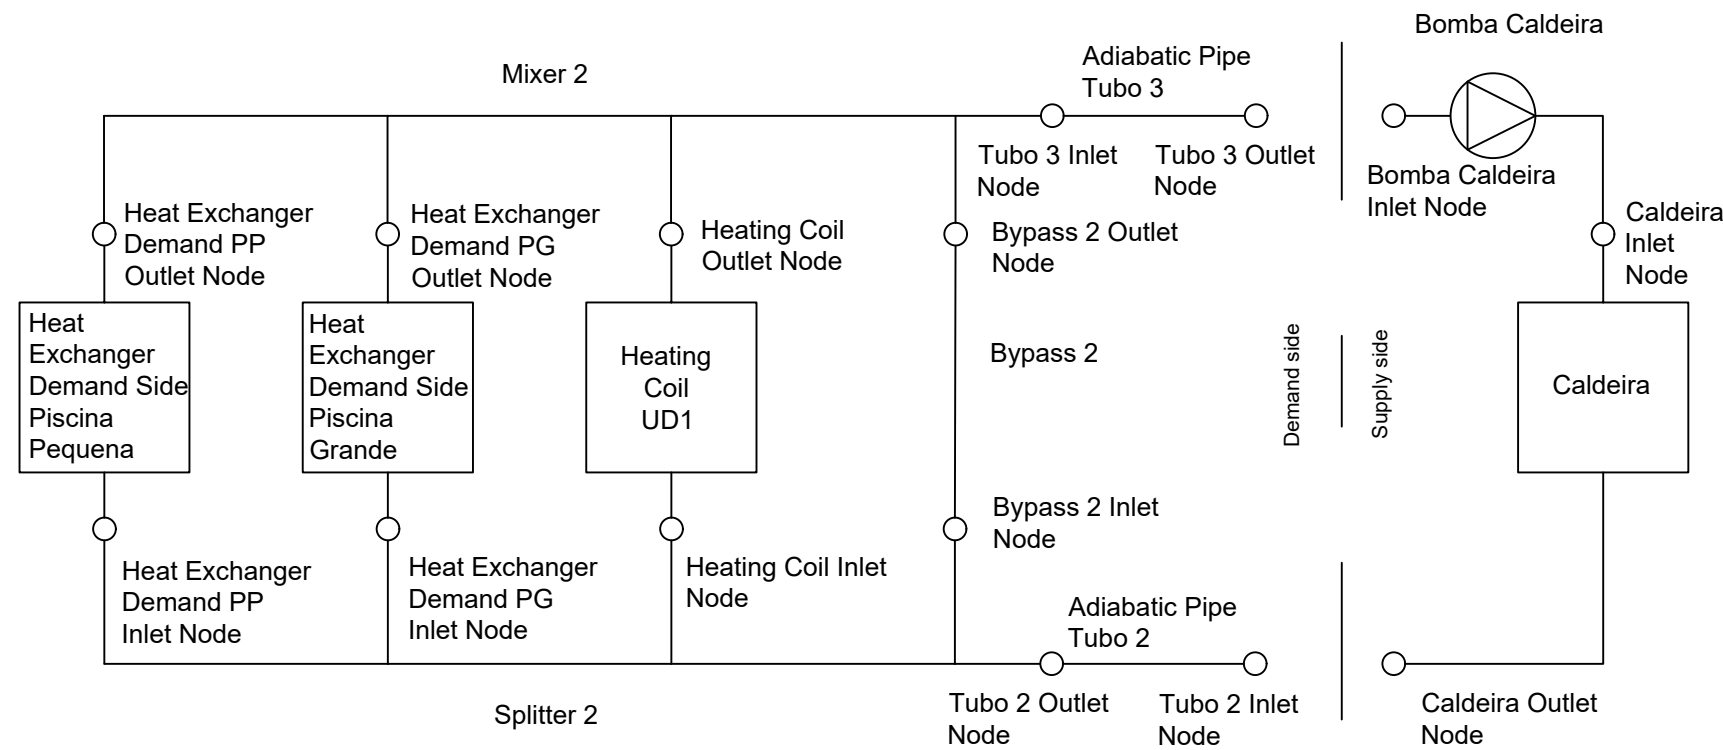 Bomba Caldeira
Mixer 2
Adiabatic Pipe
Tubo 3
Tubo 3 Inlet
Node
Tubo 3 Outlet
Node
Bomba Caldeira
Inlet Node
Heat Exchanger
Demand PP
Outlet Node
Heat Exchanger
Demand PG
Outlet Node
Heating Coil
Outlet Node
Bypass 2 Outlet
Node
Caldeira
Inlet
Node
Heat
Exchanger
Demand Side
Piscina
Pequena
Heat
Exchanger
Demand Side
Piscina
Grande
Heating
Coil
UD1
Bypass 2
Demand side
Supply side
Caldeira
Bypass 2 Inlet
Node
Heat Exchanger
Demand PP
Inlet Node
Heat Exchanger
Demand PG
Inlet Node
Heating Coil Inlet
Node
Adiabatic Pipe
Tubo 2
Splitter 2
Tubo 2 Outlet
Node
Tubo 2 Inlet
Node
Caldeira Outlet
Node